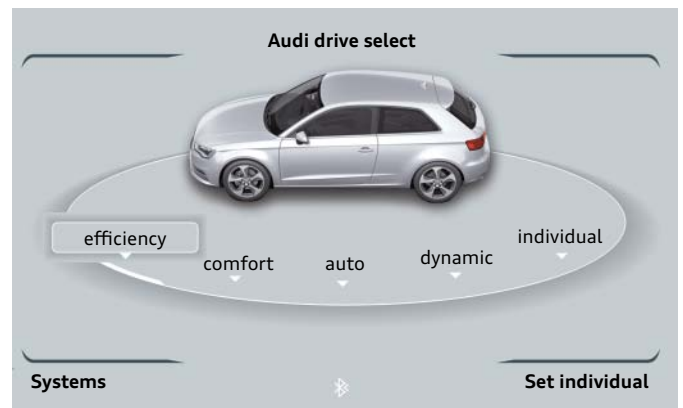 Audi drive select
efficiency
comfort
auto
dynamic
individual
Systems
Set individual